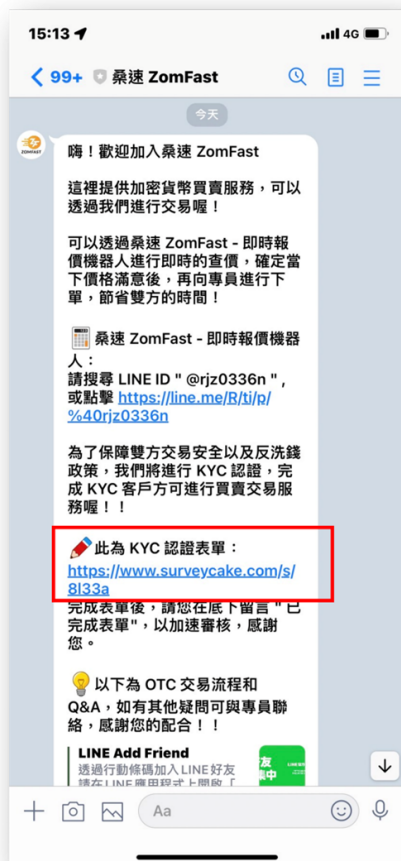 15:13
4G
99+ 桑速 ZomFast
今天
ZOMFAST
嗨！歡迎加入桑速 ZomFast
這裡提供加密貨幣買賣服務，可以
透過我們進行交易喔！
可以透過桑速 ZomFast - 即時報
價機器人進行即時的查價，確定當
下價格滿意後，再向專員進行下
單，節省雙方的時間！
桑速 ZomFast - 即時報價機器
人：
請搜尋 LINE ID " @rjz0336n " ,
或點擊 https://line.me/R/ti/p/
%40rjz0336n
為了保障雙方交易安全以及反洗錢
政策，我們將進行 KYC 認證，完
成 KYC 客戶方可進行買賣交易服
務喔！！
此為 KYC 認證表單：
https://www.surveycake.com/s/
8l33a
完成表單後，請您在底下留言 " 已
完成表單"，以加速審核，感謝
您。
以下為 OTC 交易流程和
Q&A，如有其他疑問可與專員聯
絡，感謝您的配合！！
LINE Add Friend
透過行動條碼加入 LINE 好友
請在 LINE 應用程式上開啟「
Aa